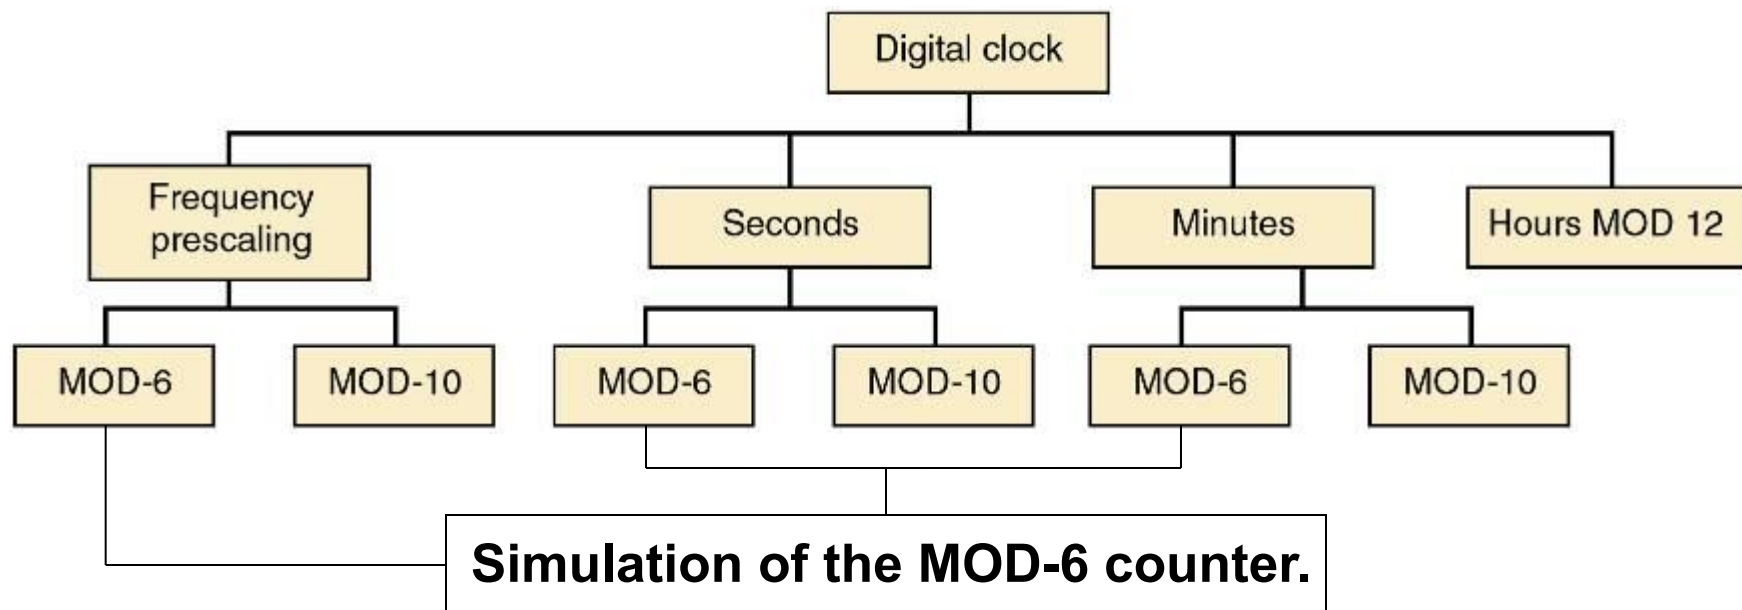 Digital clock
Frequency
prescaling
Seconds
Minutes
Hours MOD 12
MOD-6
MOD-10
MOD-6
MOD-10
MOD-6
MOD-10
Simulation of the MOD-6 counter.